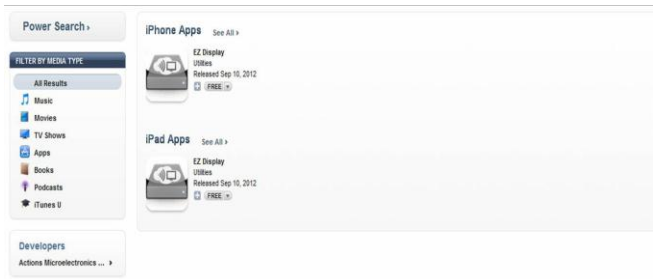 Power Search ›
FILTER BY MEDIA TYPE
All Results
Music
Movies
TV Shows
Apps
Books
Podcasts
iTunes U
Developers
Actions Microelectronics ... ›
iPhone Apps See All ›
EZ Display
Utilities
Released Sep 10, 2012
FREE
iPad Apps See All ›
EZ Display
Utilities
Released Sep 10, 2012
FREE